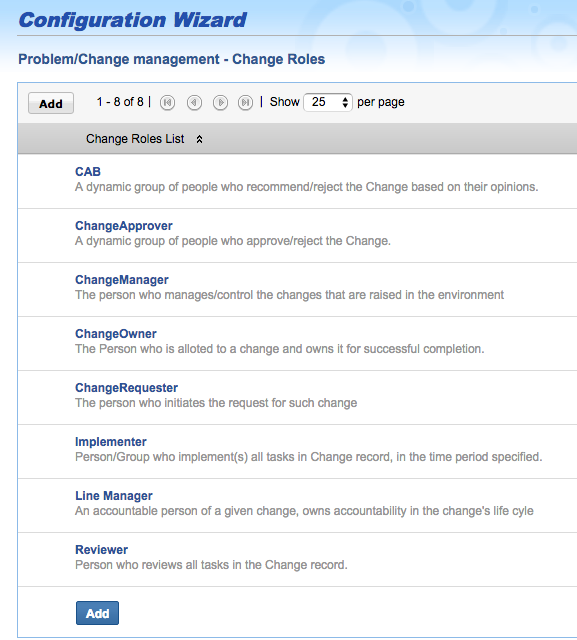 Configuration Wizard
Problem/Change management - Change Roles
Add 1 - 8 of 8 | | Show 25 per page
Change Roles List
CAB
A dynamic group of people who recommend/reject the Change based on their opinions.
ChangeApprover
A dynamic group of people who approve/reject the Change.
ChangeManager
The person who manages/control the changes that are raised in the environment
ChangeOwner
The Person who is alloted to a change and owns it for successful completion.
ChangeRequester
The person who initiates the request for such change
Implementer
Person/Group who implement(s) all tasks in Change record, in the time period specified.
Line Manager
An accountable person of a given change, owns accountability in the change's life cyle
Reviewer
Person who reviews all tasks in the Change record.
Add